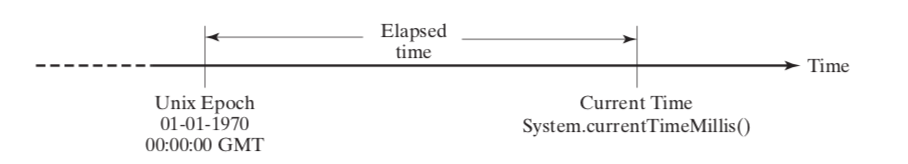 Elapsed
time
Time
Unix Epoch
01-01-1970
00:00:00 GMT
Current Time
System.currentTimeMillis()